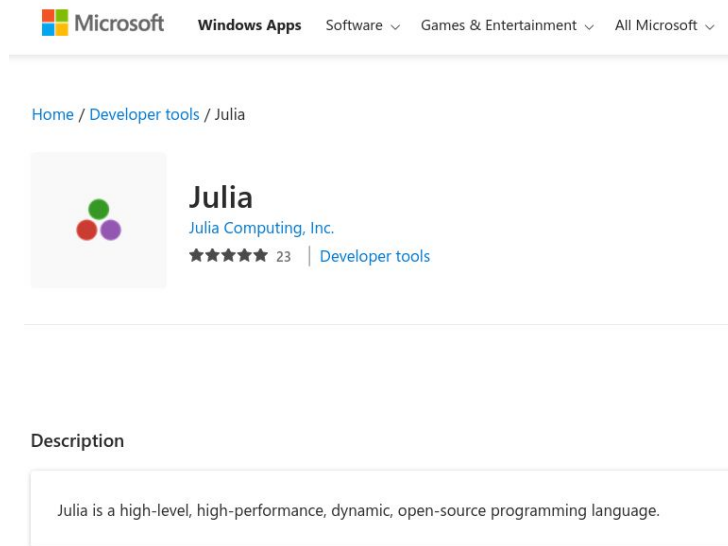 Microsoft Windows Apps Software Games & Entertainment All Microsoft
Home / Developer tools / Julia
Julia
Julia Computing, Inc.
23 Developer tools
Description
Julia is a high-level, high-performance, dynamic, open-source programming language.